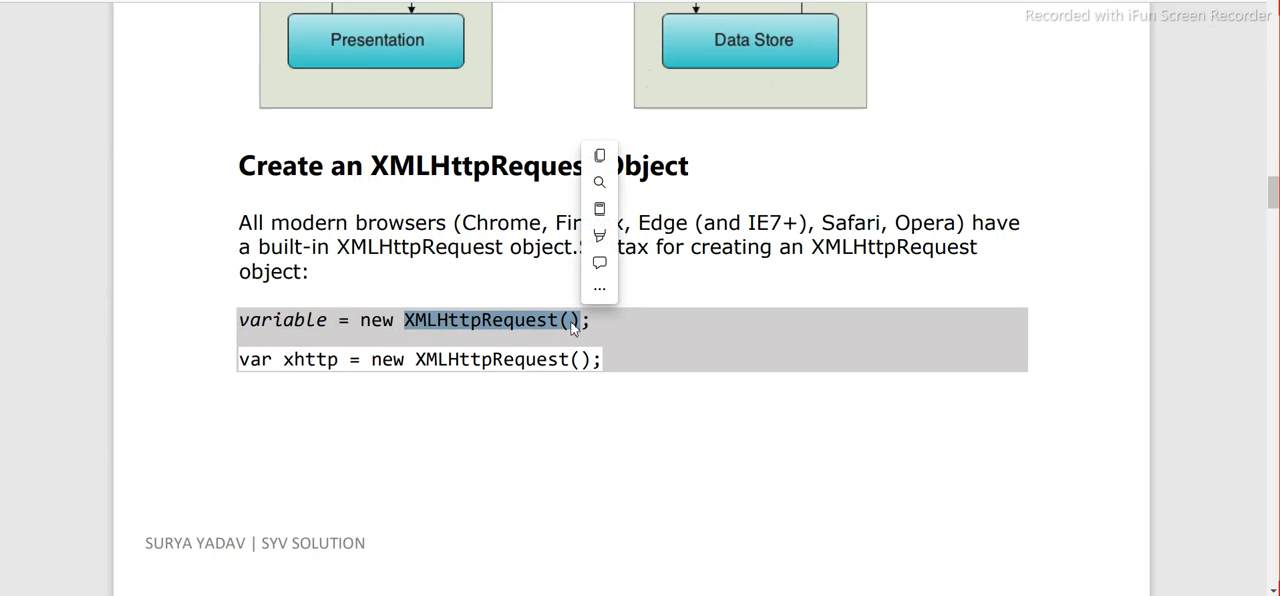 Recorded with iFun Screen Recorder
Presentation
Data Store
Create an XMLHttpReques Object
All modern browsers (Chrome, Fir x, Edge (and IE7+), Safari, Opera) have
a built-in XMLHttpRequest object. tax for creating an XMLHttpRequest
object:
variable = new XMLHttpRequest();
var xhttp = new XMLHttpRequest();
SURYA YADAV | SYV SOLUTION